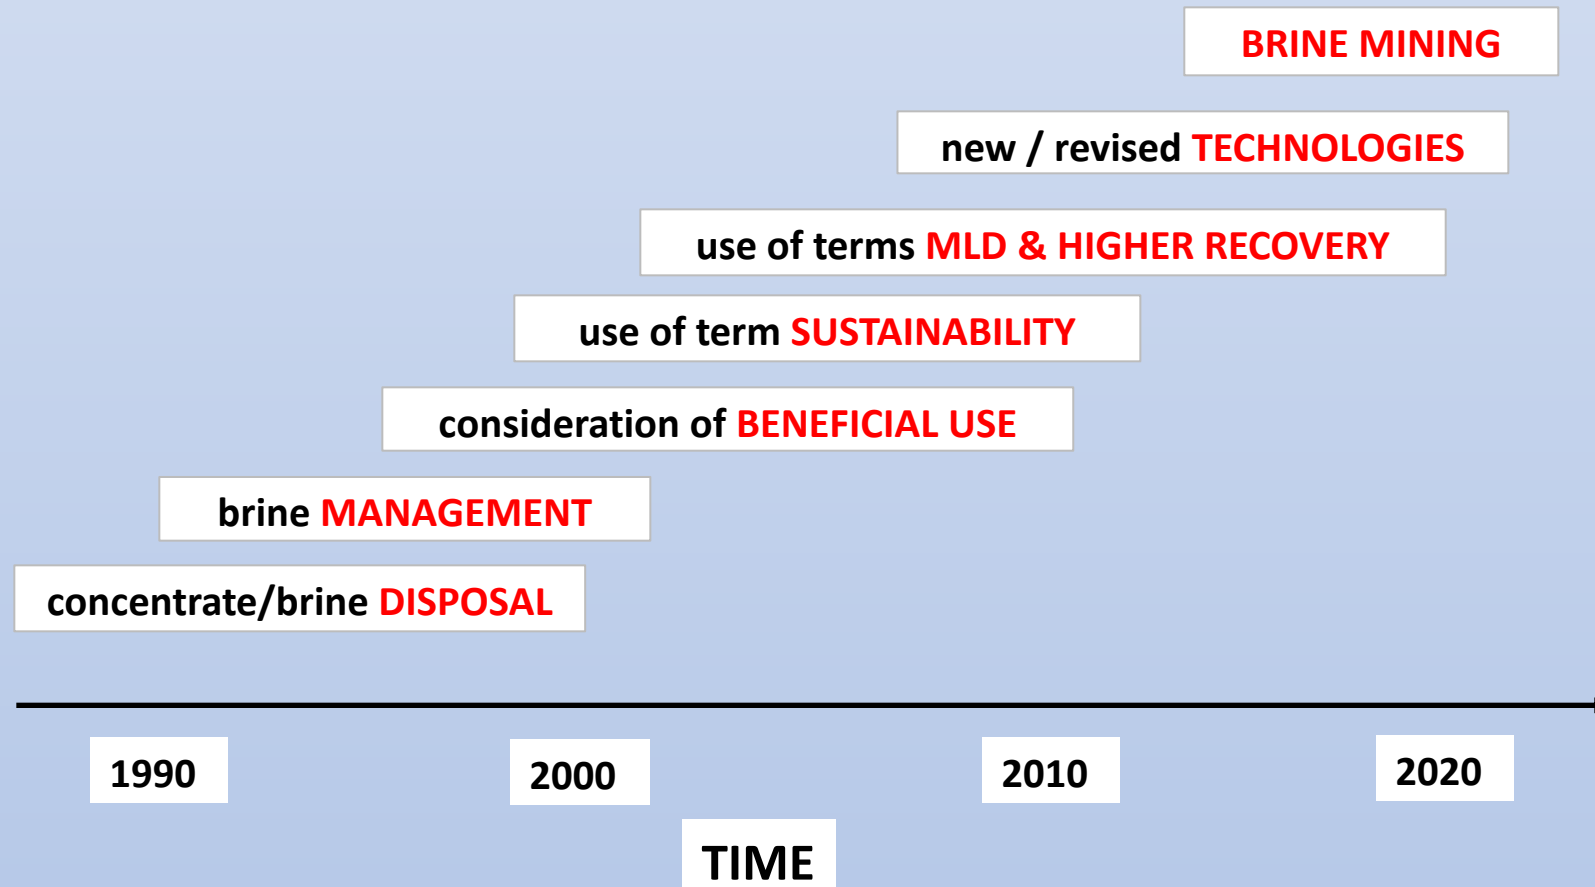 BRINE MINING
new / revised TECHNOLOGIES
use of terms MLD & HIGHER RECOVERY
use of term SUSTAINABILITY
consideration of BENEFICIAL USE
brine MANAGEMENT
concentrate/brine DISPOSAL
1990
2000
2010
2020
TIME